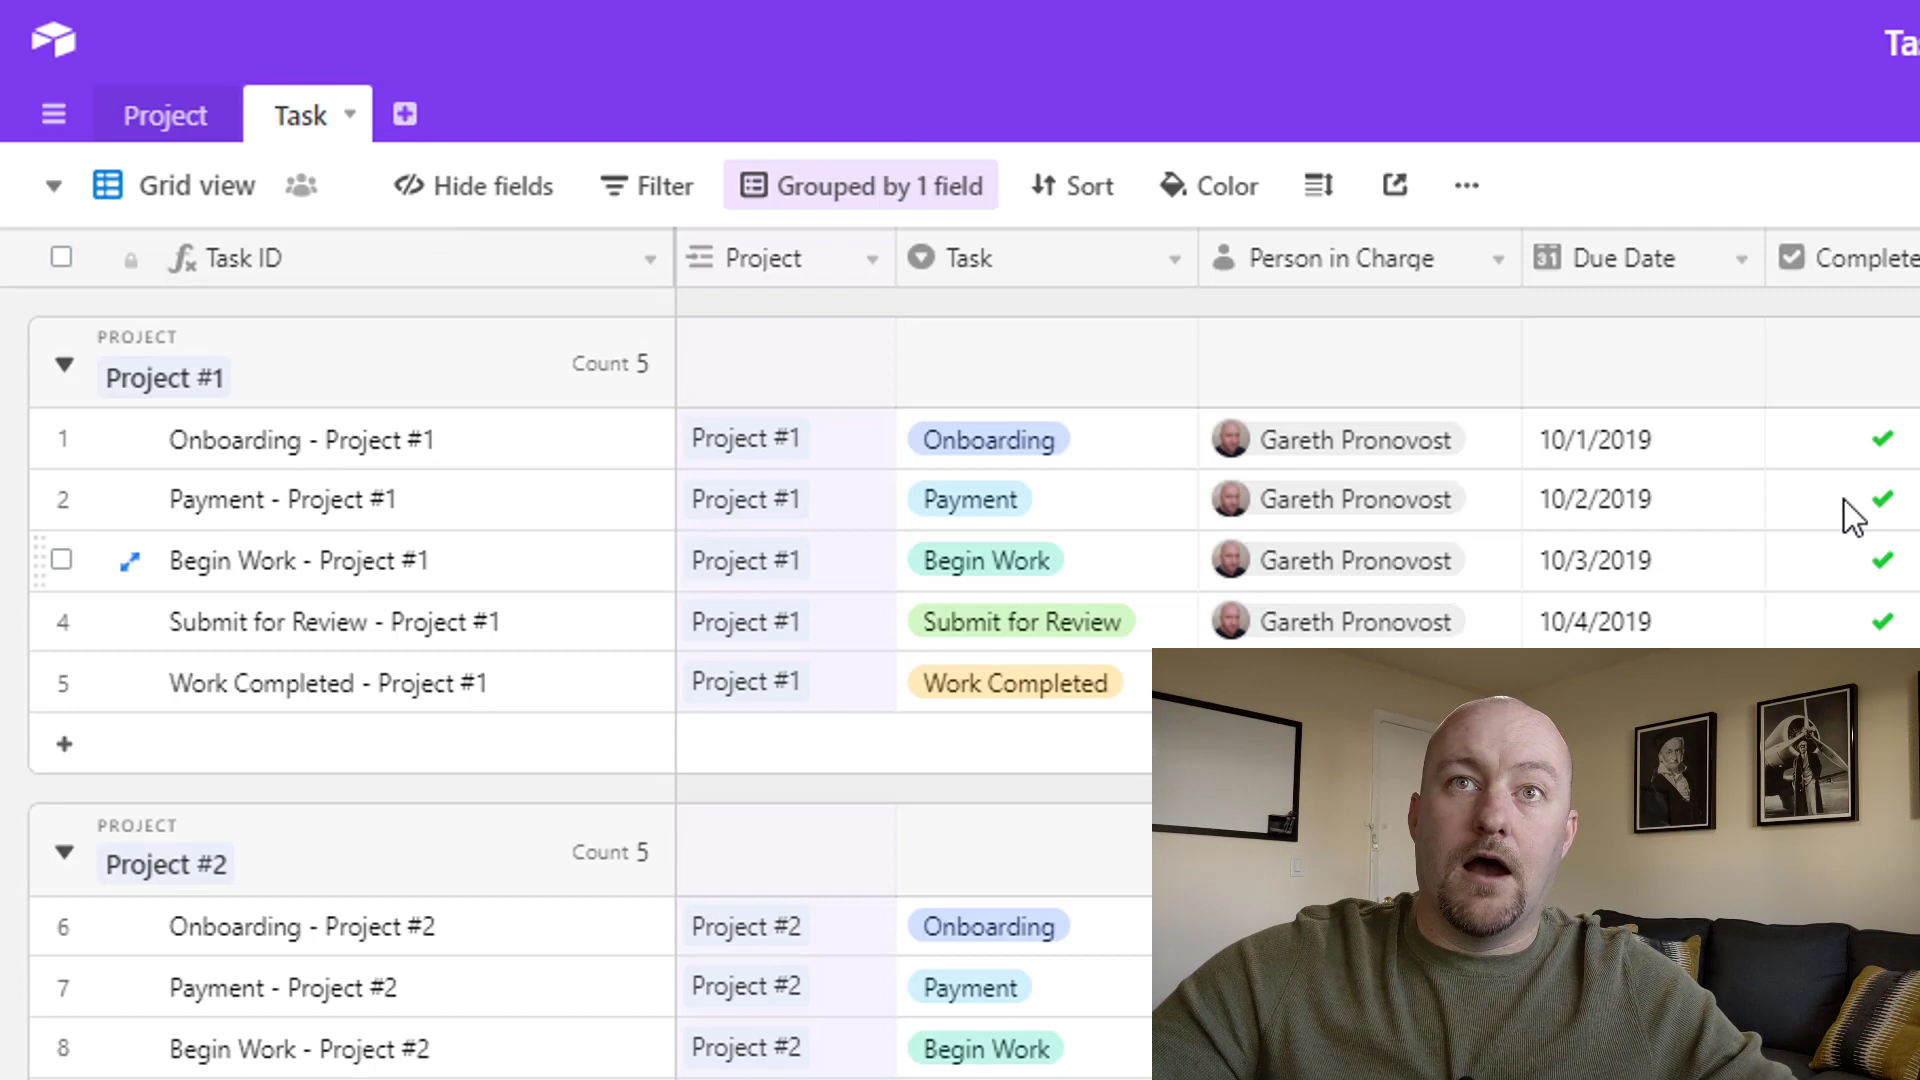 Ta
Project
Task
Grid view
Hide fields
Filter
Grouped by 1 field
Sort
Color
Task ID
Project
Task
Person in Charge
31
Due Date
Complete
PROJECT
Project #1
Count 5
1 Onboarding - Project #1 Project #1 Onboarding Gareth Pronovost 10/1/2019
2 Payment - Project #1 Project #1 Payment Gareth Pronovost 10/2/2019
Begin Work - Project #1 Project #1 Begin Work Gareth Pronovost 10/3/2019
4 Submit for Review - Project #1 Project #1 Submit for Review Gareth Pronovost 10/4/2019
5 Work Completed - Project #1 Project #1 Work Completed
PROJECT
Project #2
Count 5
6 Onboarding - Project #2 Project #2 Onboarding
7 Payment - Project #2 Project #2 Payment
8 Begin Work - Project #2 Project #2 Begin Work